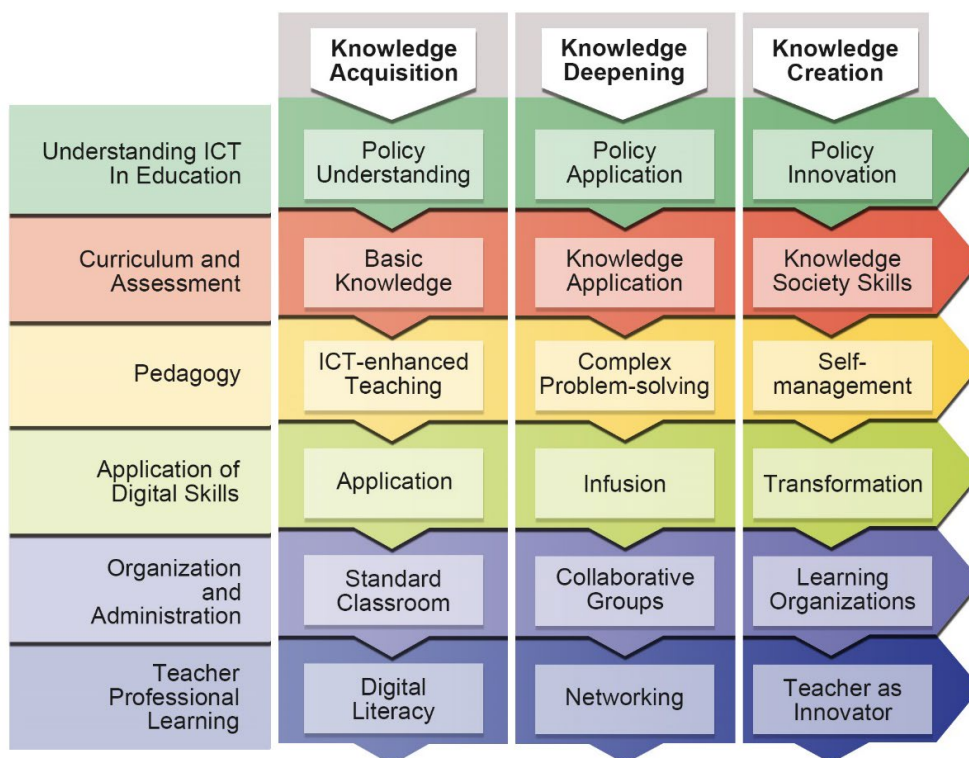 Knowledge
Acquisition
Knowledge
Deepening
Knowledge
Creation
Understanding ICT
In Education
Policy
Understanding
Policy
Application
Policy
Innovation
Curriculum and
Assessment
Basic
Knowledge
Knowledge
Application
Knowledge
Society Skills
Pedagogy
ICT-enhanced
Teaching
Complex
Problem-solving
Self-
management
Application of
Digital Skills
Application
Infusion
Transformation
Organization
and
Administration
Standard
Classroom
Collaborative
Groups
Learning
Organizations
Teacher
Professional
Learning
Digital
Literacy
Networking
Teacher as
Innovator